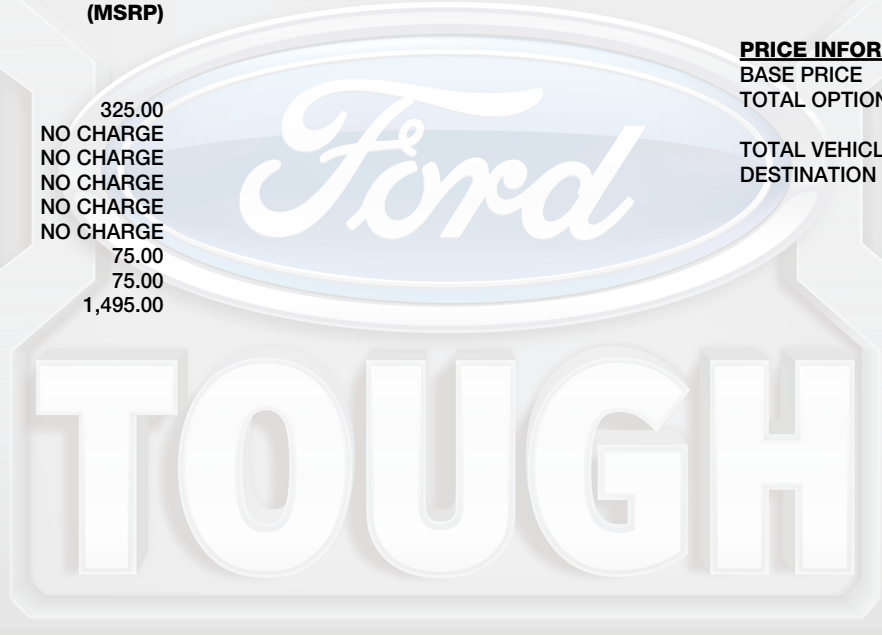 (MSRP)
325.00
NO CHARGE
NO CHARGE
NO CHARGE
NO CHARGE
NO CHARGE
75.00
75.00
1,495.00
PRICE INFOR
BASE PRICE
TOTAL OPTION
TOTAL VEHICL
DESTINATION
Ford
TOUGH